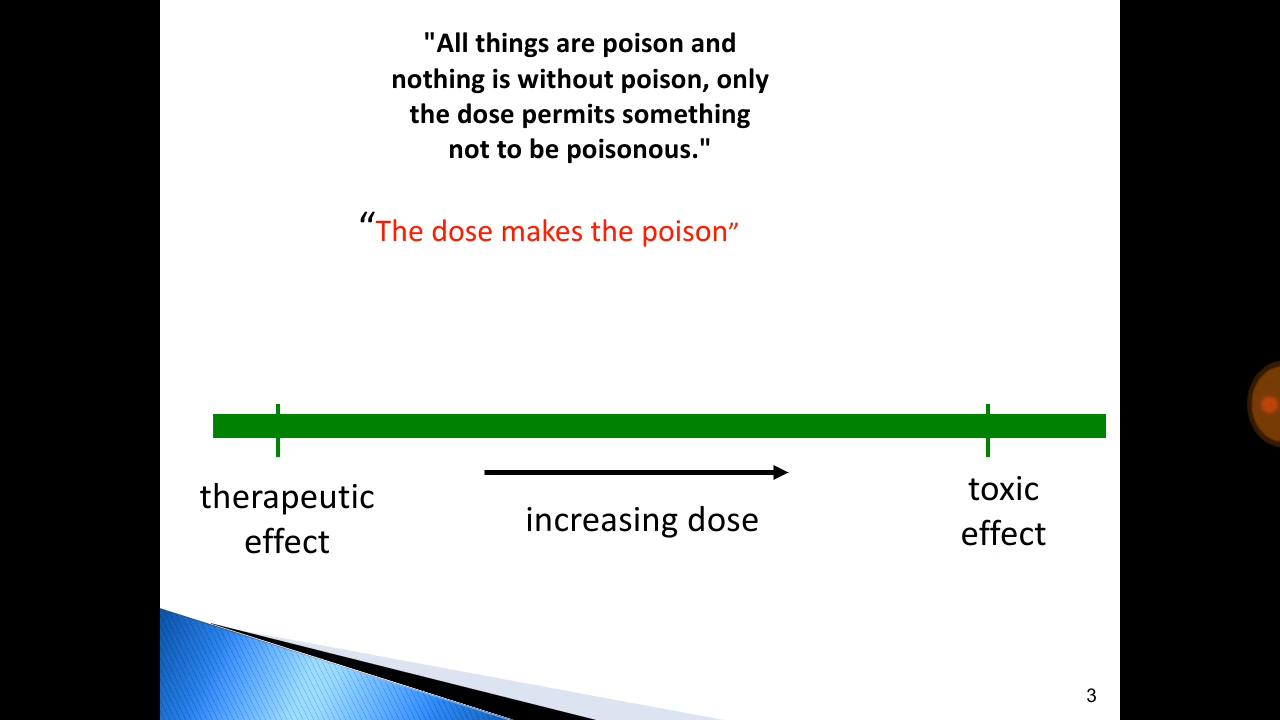 "All things are poison and
nothing is without poison, only
the dose permits something
not to be poisonous."
“The dose makes the poison”
therapeutic
effect
increasing dose
toxic
effect
3